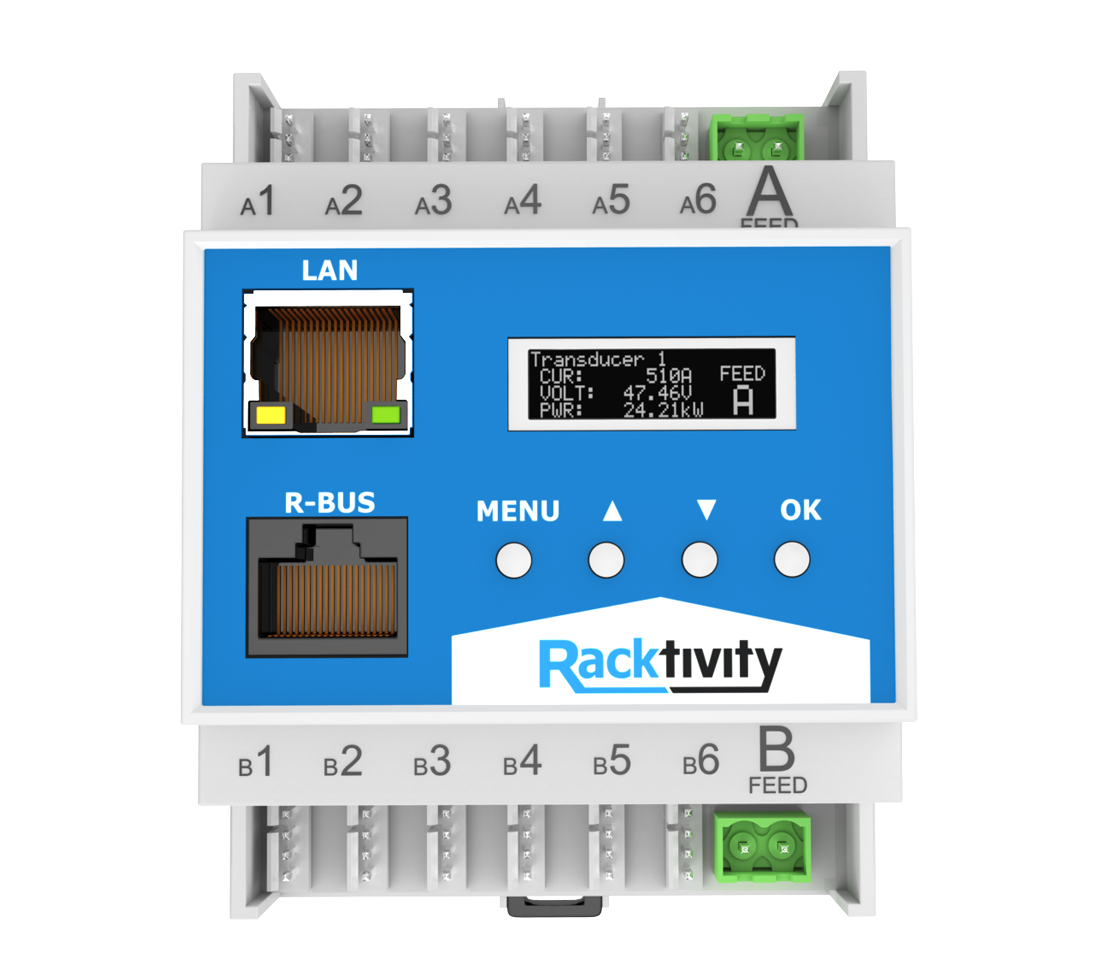 A1 A2 A3 A4 A5 A6 A
FEED
LAN
Transducer 1
CUR: 510A
VOLT: 47.46V
PWR: 24.21kW
FEED
A
R-BUS
MENU ▲ ▼ OK
Racktivity
B1 B2 B3 B4 B5 B6 B
FEED